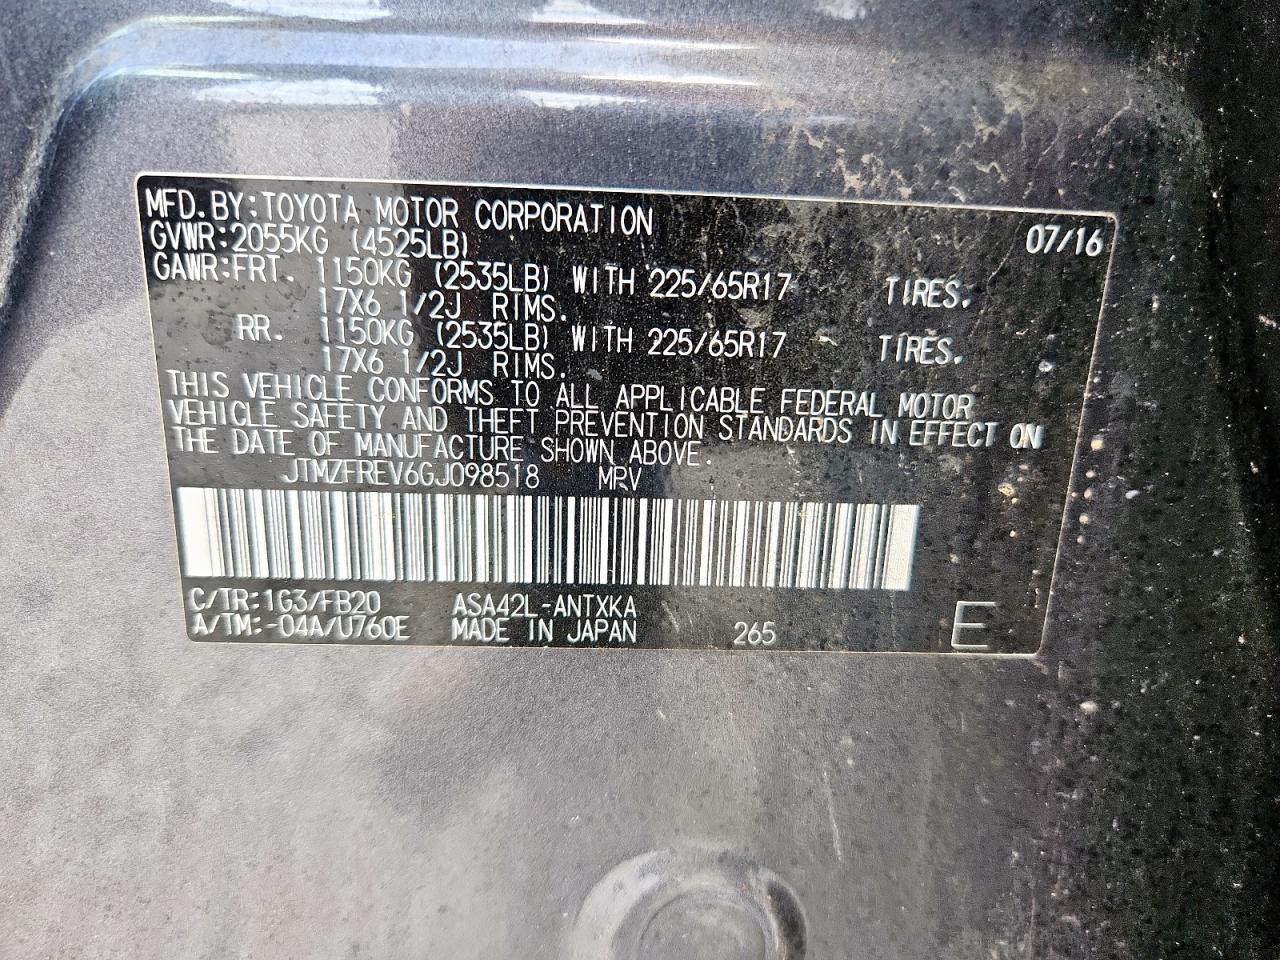 MFD.BY:TOYOTA MOTOR CORPORATION 07/16
GVWR:2055KG (4525LB)
GAWR:FRT. 1150KG (2535LB) WITH 225/65R17 TIRES.
17X6 1/2J RIMS.
RR. 1150KG (2535LB) WITH 225/65R17 TIRES.
17X6 1/2J RIMS.
THIS VEHICLE CONFORMS TO ALL APPLICABLE FEDERAL MOTOR
VEHICLE SAFETY AND THEFT PREVENTION STANDARDS IN EFFECT ON
THE DATE OF MANUFACTURE SHOWN ABOVE.
JTMZFREV6GJ098518 MPV
C/TR:1G3/FB20 ASA42L-ANTXKA
A/TM:-04A/U760E MADE IN JAPAN 265 E